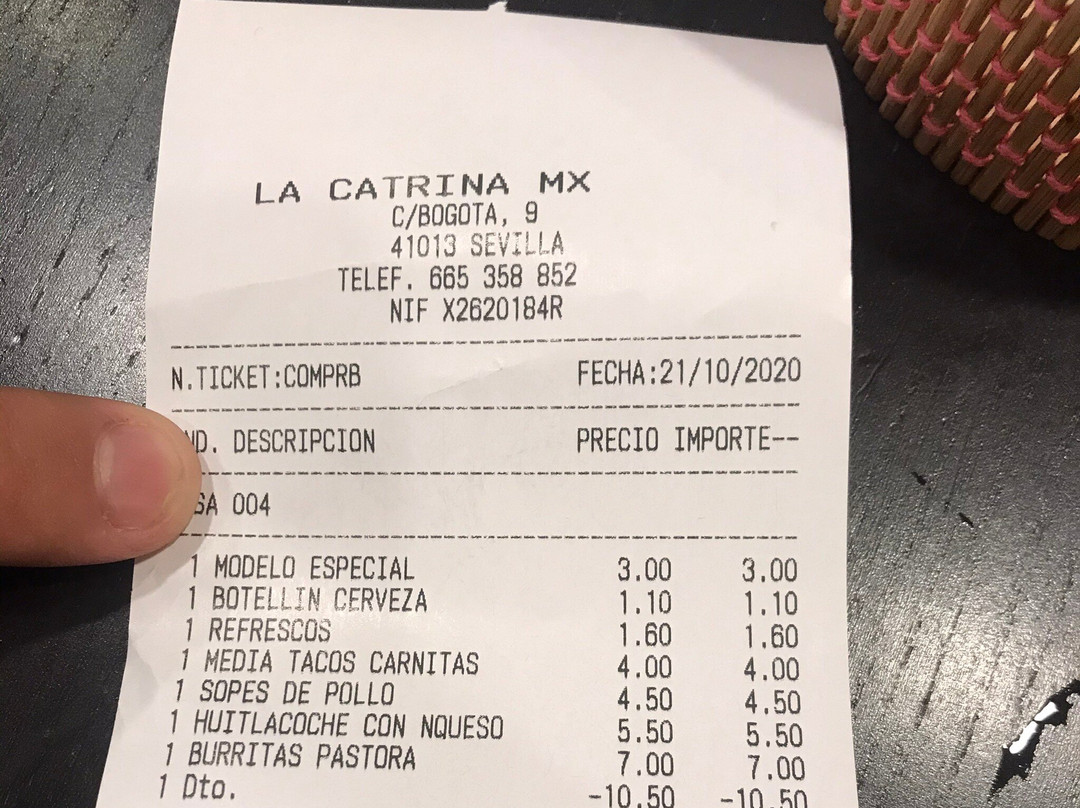 LA CATRINA MX
C/BOGOTA, 9
41013 SEVILLA
TELEF. 665 358 852
NIF X2620184R
N.TICKET:COMPRB FECHA:21/10/2020
DESCRIPCION PRECIO IMPORTE--
004
1 MODELO ESPECIAL 3.00 3.00
1 BOTELLIN CERVEZA 1.10 1.10
1 REFRESCOS 1.60 1.60
1 MEDIA TACOS CARNITAS 4.00 4.00
1 SOPES DE POLLO 4.50 4.50
1 HUITLACOCHE CON NQUESO 5.50 5.50
1 BURRITAS PASTORA 7.00 7.00
1 Dto. -10.50 -10.50